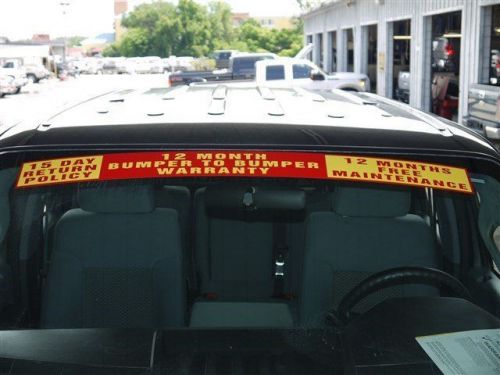 15 DAY
RETURN
POLICY
12 MONTH
BUMPER TO BUMPER
WARRANTY
12 MONTHS
FREE
MAINTENANCE